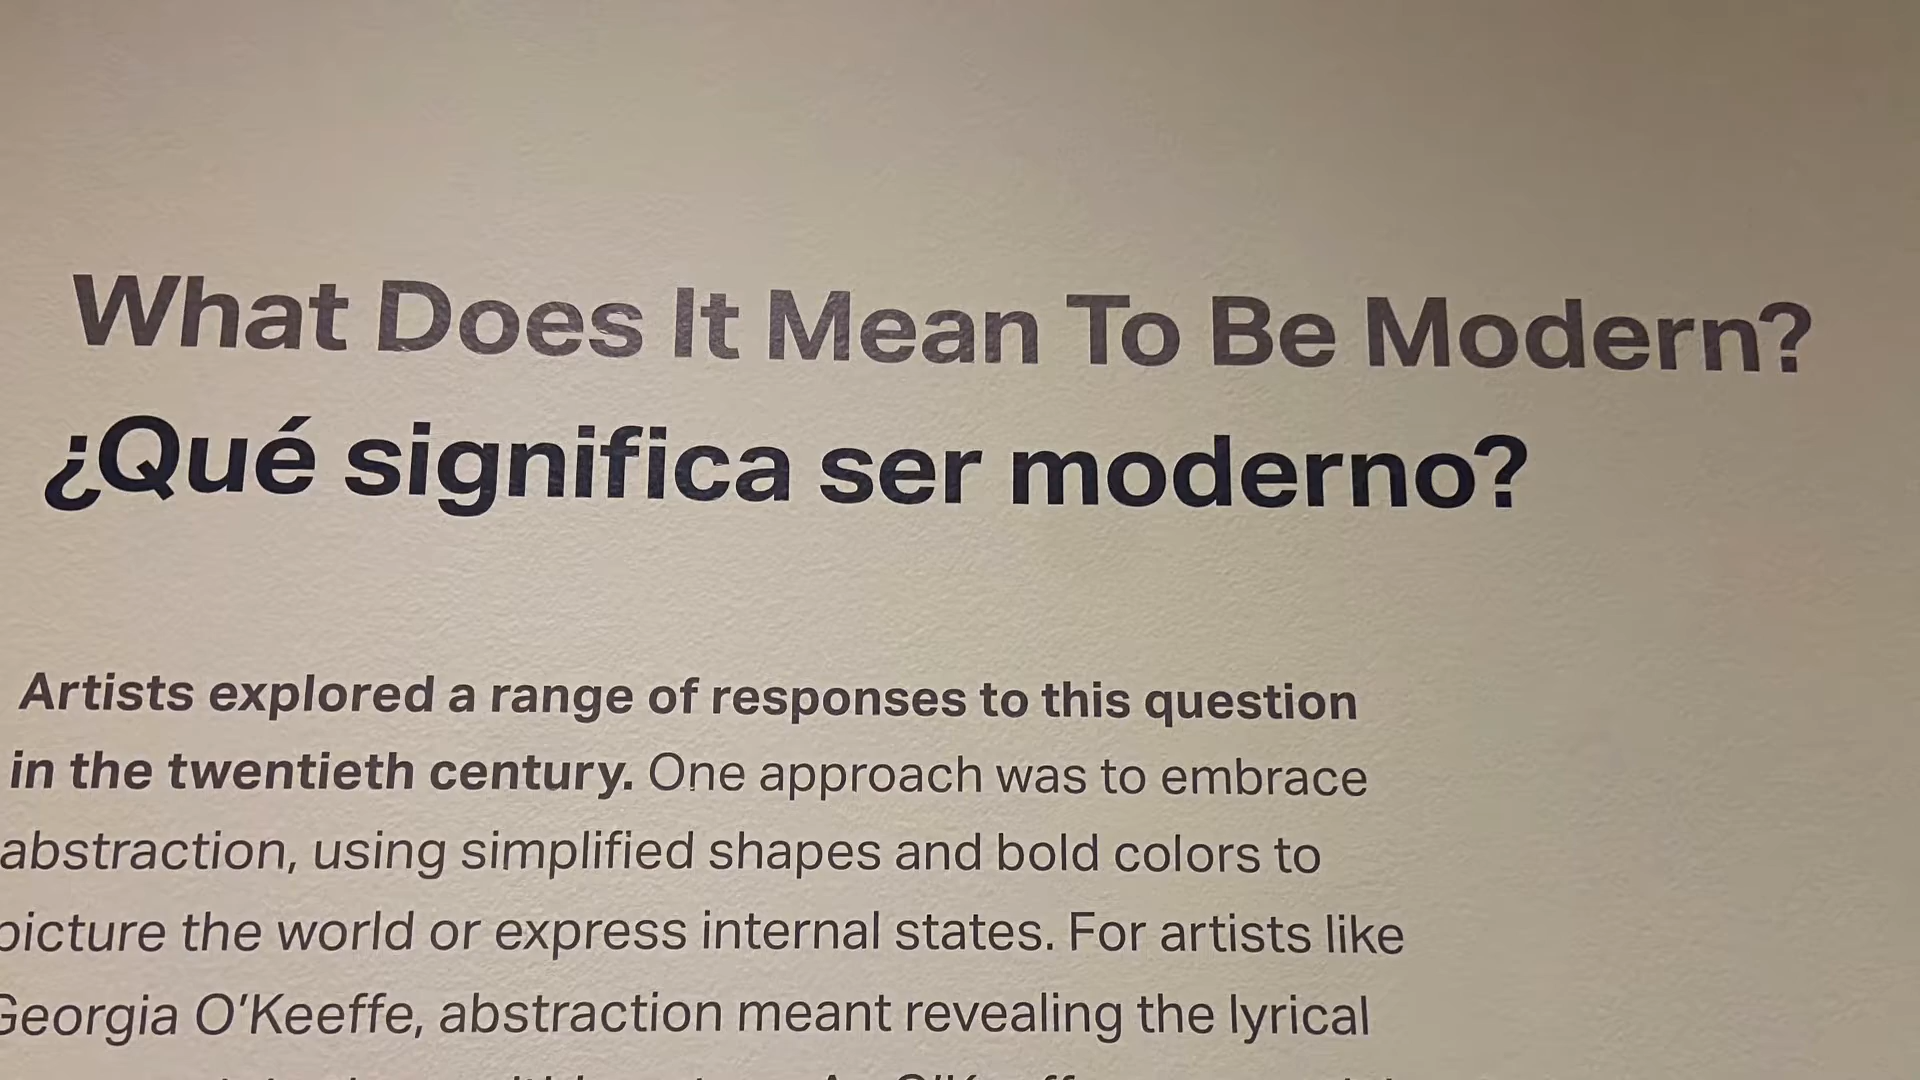 What Does It Mean To Be Modern?
¿Qué significa ser moderno?
Artists explored a range of responses to this question
in the twentieth century. One approach was to embrace
abstraction, using simplified shapes and bold colors to
picture the world or express internal states. For artists like
Georgia O'Keeffe, abstraction meant revealing the lyrical